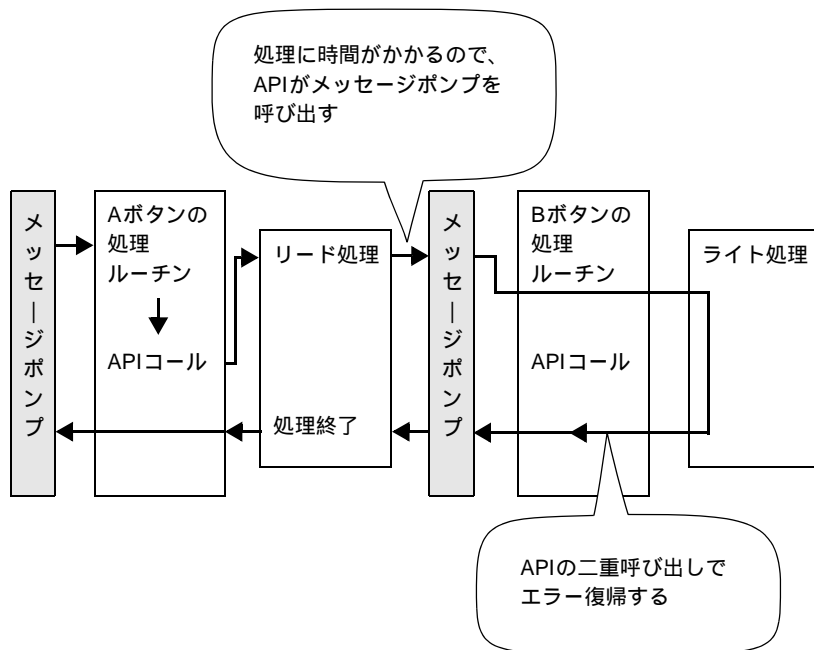 処理に時間がかかるので、
APIがメッセージポンプを
呼び出す
メッセージポンプ
Aボタンの
処理
ルーチン
APIコール
リード処理
処理終了
メッセージポンプ
Bボタンの
処理
ルーチン
APIコール
ライト処理
APIの二重呼び出しで
エラー復帰する